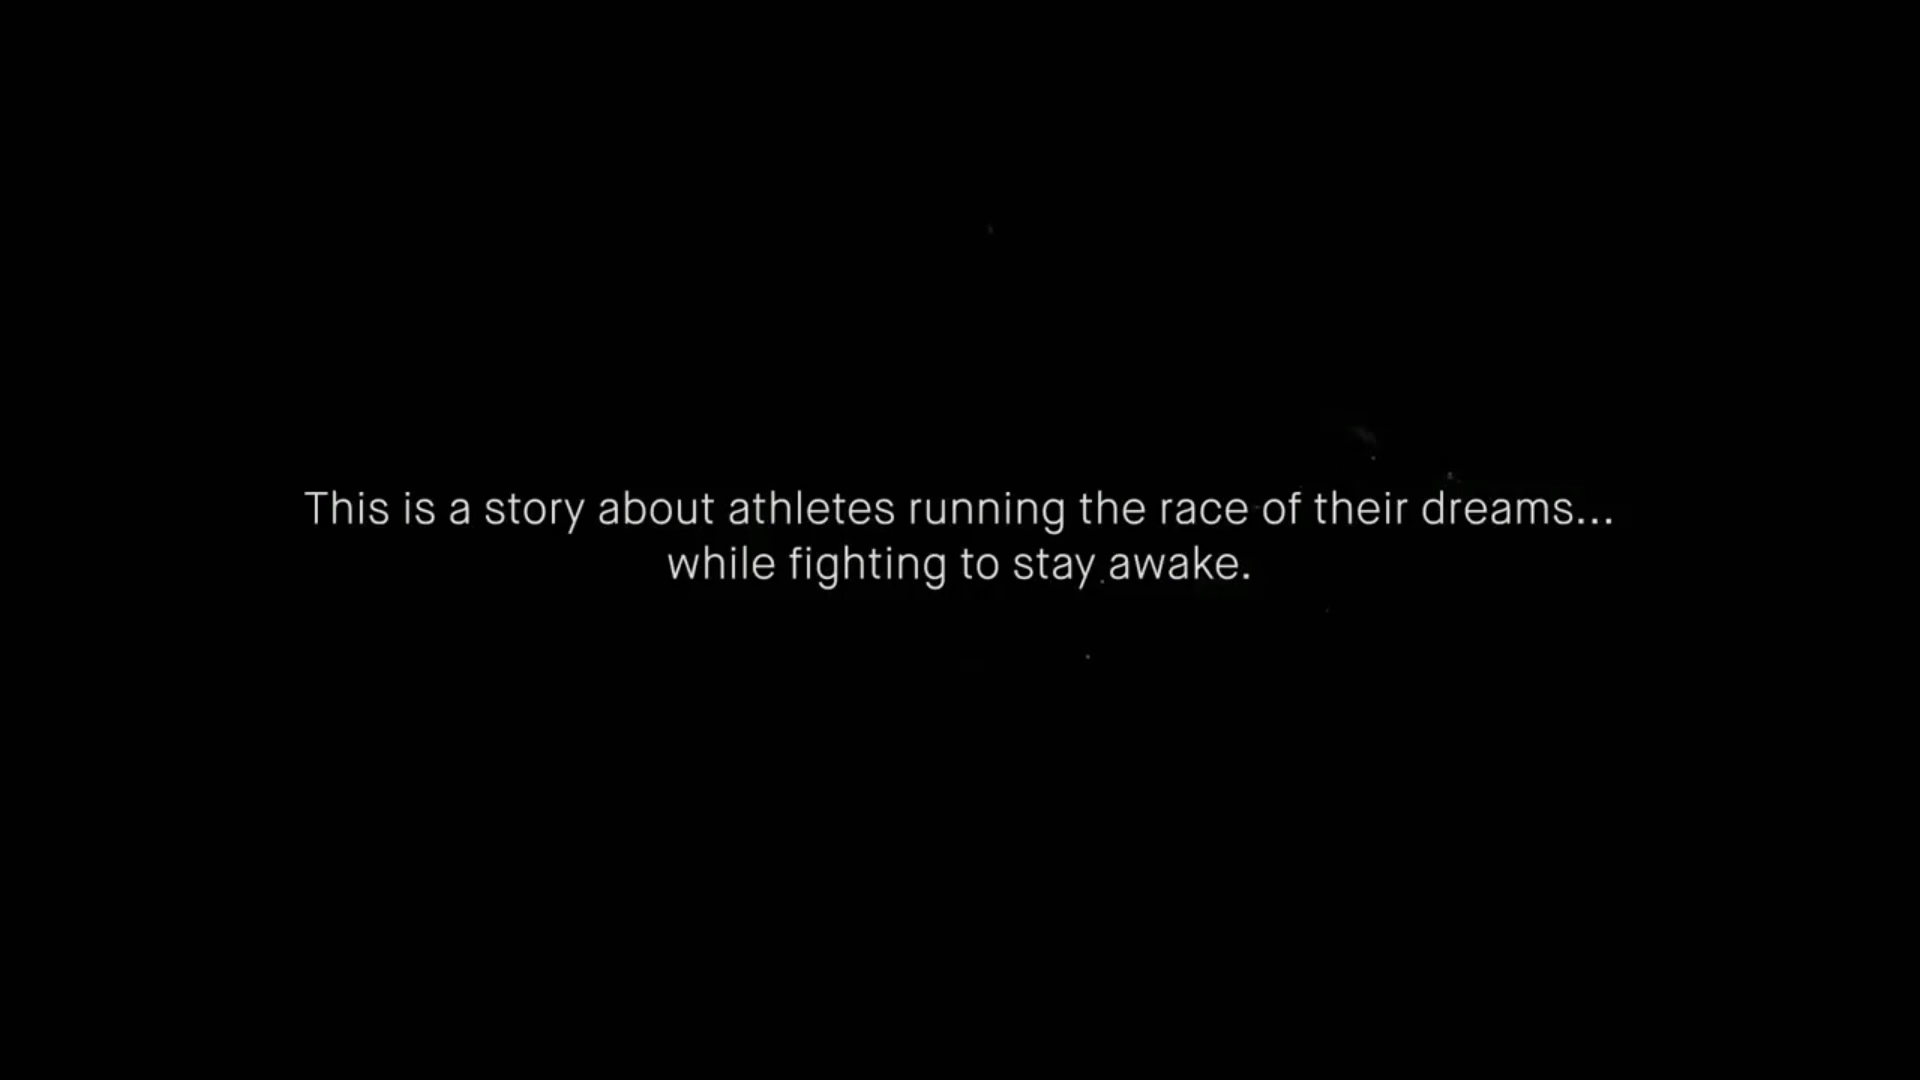 This is a story about athletes running the race of their dreams...
while fighting to stay awake.